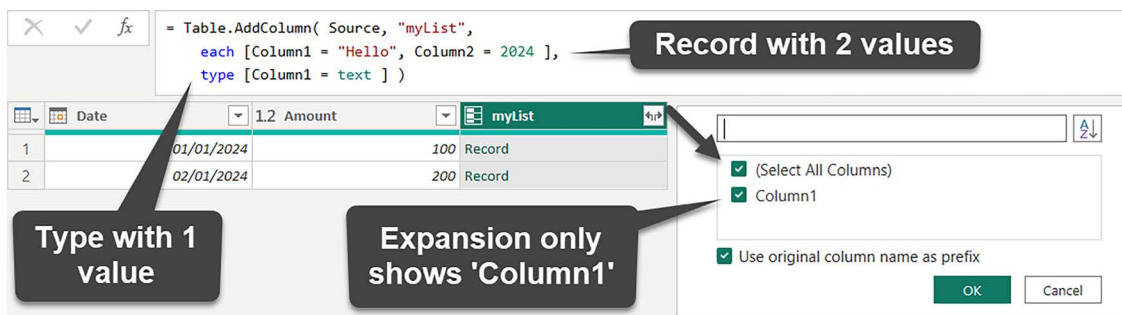 fx
= Table.AddColumn( Source, "myList",
each [Column1 = "Hello", Column2 = 2024 ],
type [Column1 = text ] )
Record with 2 values
Date
1.2 Amount
myList
1 01/01/2024 100 Record
2 02/01/2024 200 Record
Type with 1
value
Expansion only
shows 'Column1'
A
Z
(Select All Columns)
Column1
Use original column name as prefix
OK
Cancel